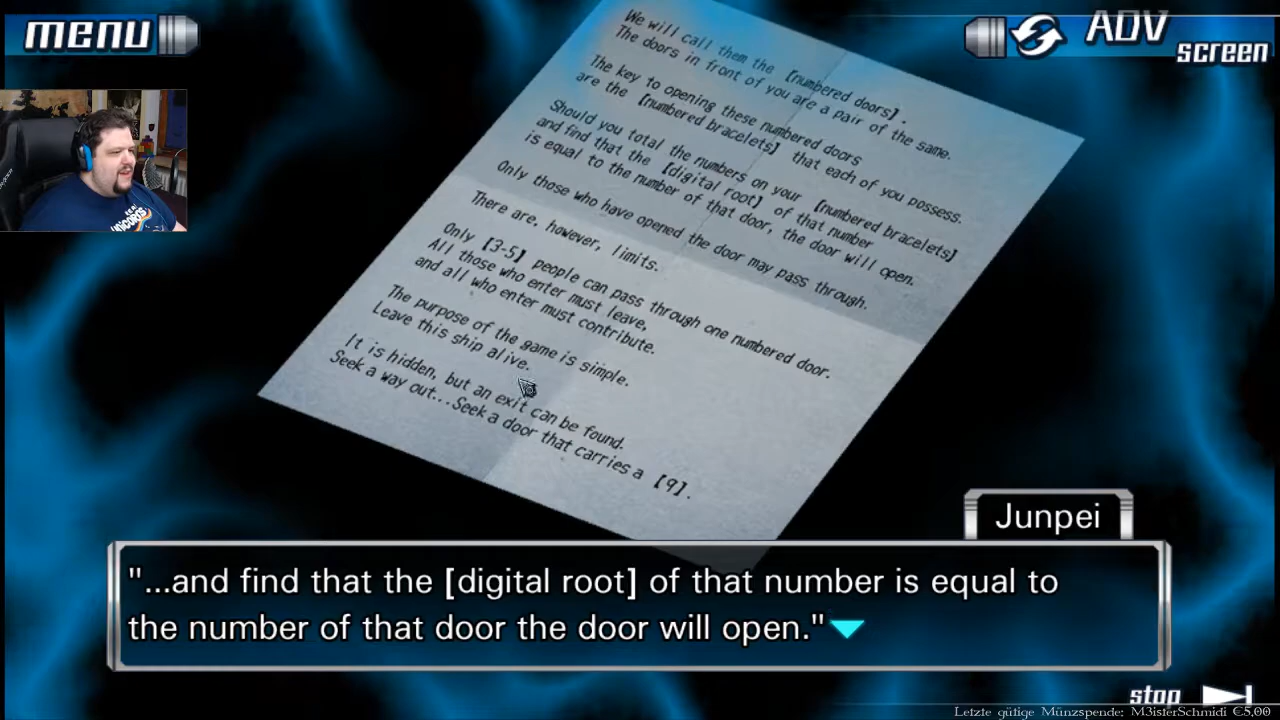 menu
ADV
screen
We will call them the [numbered doors].
The doors in front of you are a pair of the same.
The key to opening these numbered doors
are the [numbered bracelets] that each of you possess.
Should you total the numbers on your [numbered bracelets]
and find that the [digital root] of that number
is equal to the number of that door, the door will open.
Only those who have opened the door may pass through.
There are, however, limits.
Only [3-5] people can pass through one numbered door.
All those who enter must leave,
and all who enter must contribute.
The purpose of the game is simple.
Leave this ship alive.
It is hidden, but an exit can be found.
Seek a way out...Seek a door that carries a [9].
Junpei
"...and find that the [digital root] of that number is equal to
the number of that door the door will open."
stop
Letzte gütige Münzspende: M3isterSchmidi €5,00